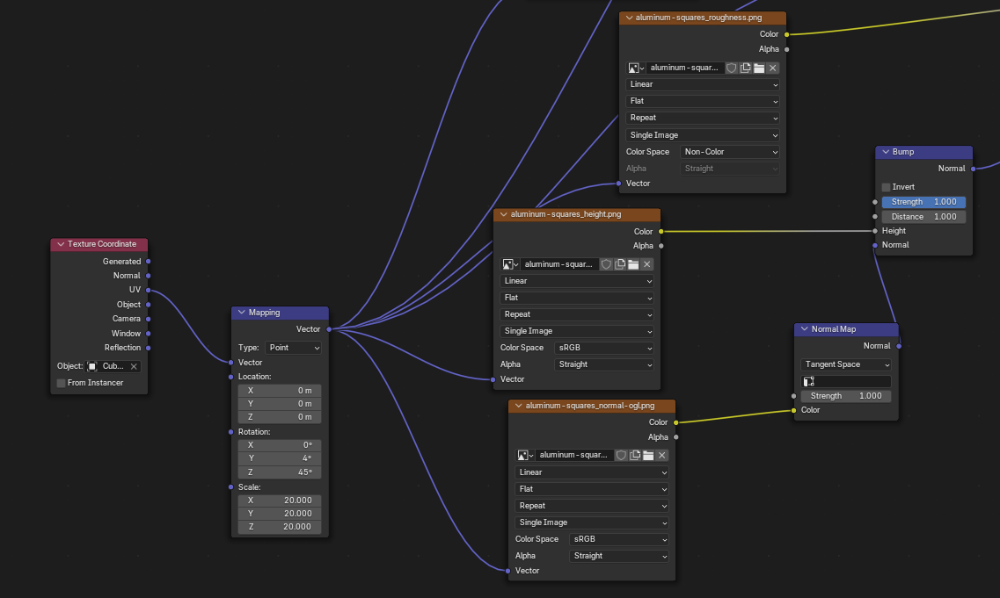 aluminum-squares_roughness.png
Color
Alpha
aluminum-squar...
Linear
Flat
Repeat
Single Image
Color Space Non-Color
Alpha Straight
Vector
aluminum-squares_height.png
Color
Alpha
aluminum-squar...
Linear
Flat
Repeat
Single Image
Color Space sRGB
Alpha Straight
Vector
aluminum-squares_normal-ogl.png
Color
Alpha
aluminum-squar...
Linear
Flat
Repeat
Single Image
Color Space sRGB
Alpha Straight
Vector
Texture Coordinate
Generated
Normal
UV
Object
Camera
Window
Reflection
Object: Cub...
From Instancer
Mapping
Vector
Type: Point
Vector
Location:
X 0 m
Y 0 m
Z 0 m
Rotation:
X 0°
Y 4°
Z 45°
Scale:
X 20.000
Y 20.000
Z 20.000
Bump
Normal
Invert
Strength 1.000
Distance 1.000
Height
Normal
Normal Map
Normal
Tangent Space
Strength 1.000
Color